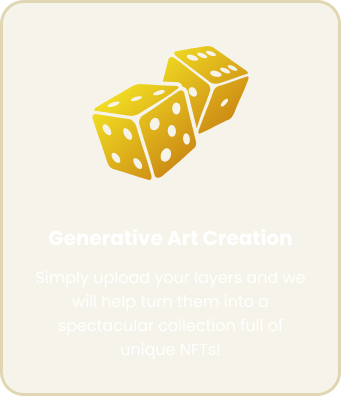 Generative Art Creation
Simply upload your layers and we
will help turn them into a
spectacular collection full of
unique NFTs!